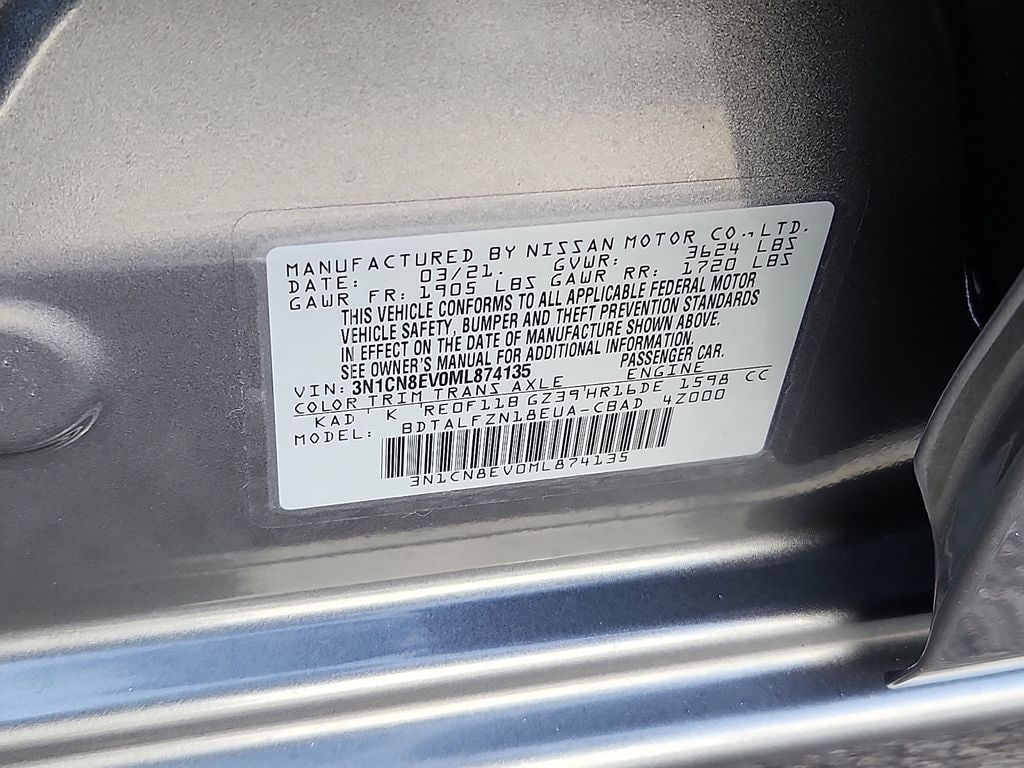 MANUFACTURED BY NISSAN MOTOR CO., LTD.
DATE: 03/21. GVWR: 3624 LBS
GAWR FR: 1905 LBS GAWR RR: 1720 LBS
THIS VEHICLE CONFORMS TO ALL APPLICABLE FEDERAL MOTOR
VEHICLE SAFETY, BUMPER AND THEFT PREVENTION STANDARDS
IN EFFECT ON THE DATE OF MANUFACTURE SHOWN ABOVE.
SEE OWNER'S MANUAL FOR ADDITIONAL INFORMATION.
VIN: 3N1CN8EV0ML874135 PASSENGER CAR.
COLOR TRIM TRANS AXLE ENGINE
KAD ' K 'RE0F11B GZ39'HR16DE 1598 CC
MODEL: BDTALFZN18EUA-CBAD 4Z000
3N1CN8EV0ML874135